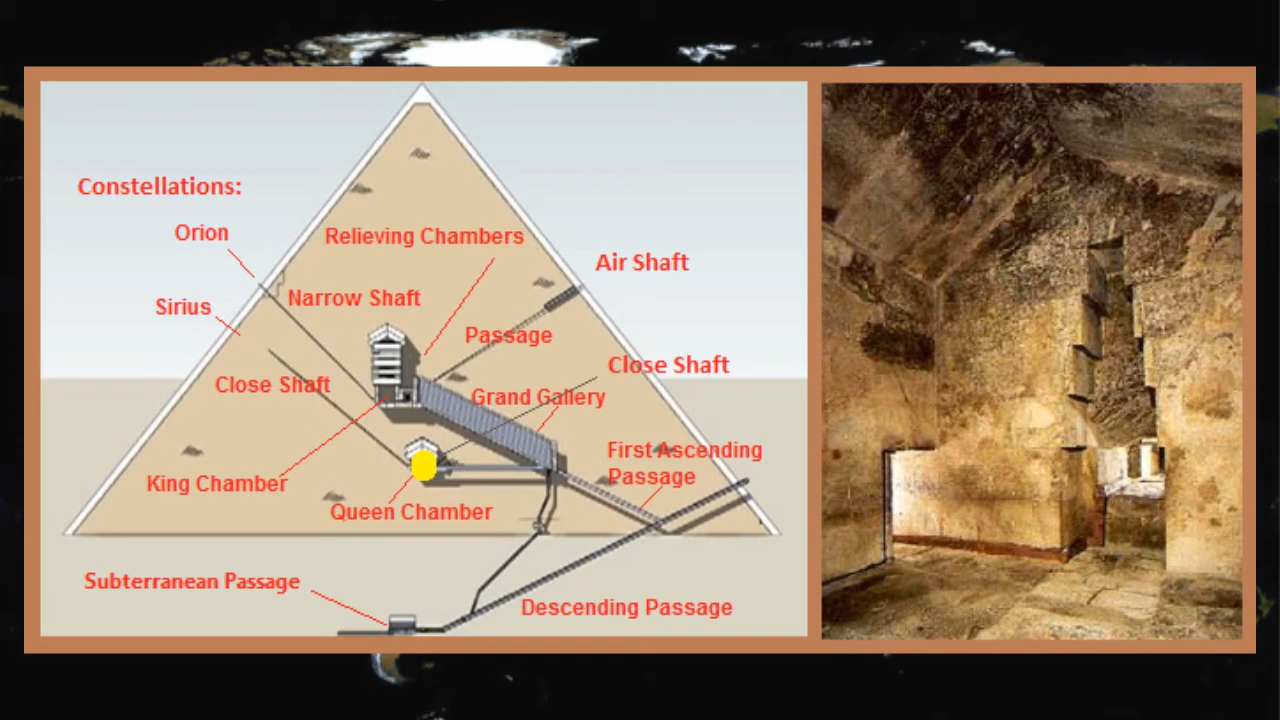 Constellations:
Orion
Relieving Chambers
Air Shaft
Sirius
Narrow Shaft
Passage
Close Shaft
Close Shaft
Grand Gallery
First Ascending
Passage
King Chamber
Queen Chamber
Subterranean Passage
Descending Passage